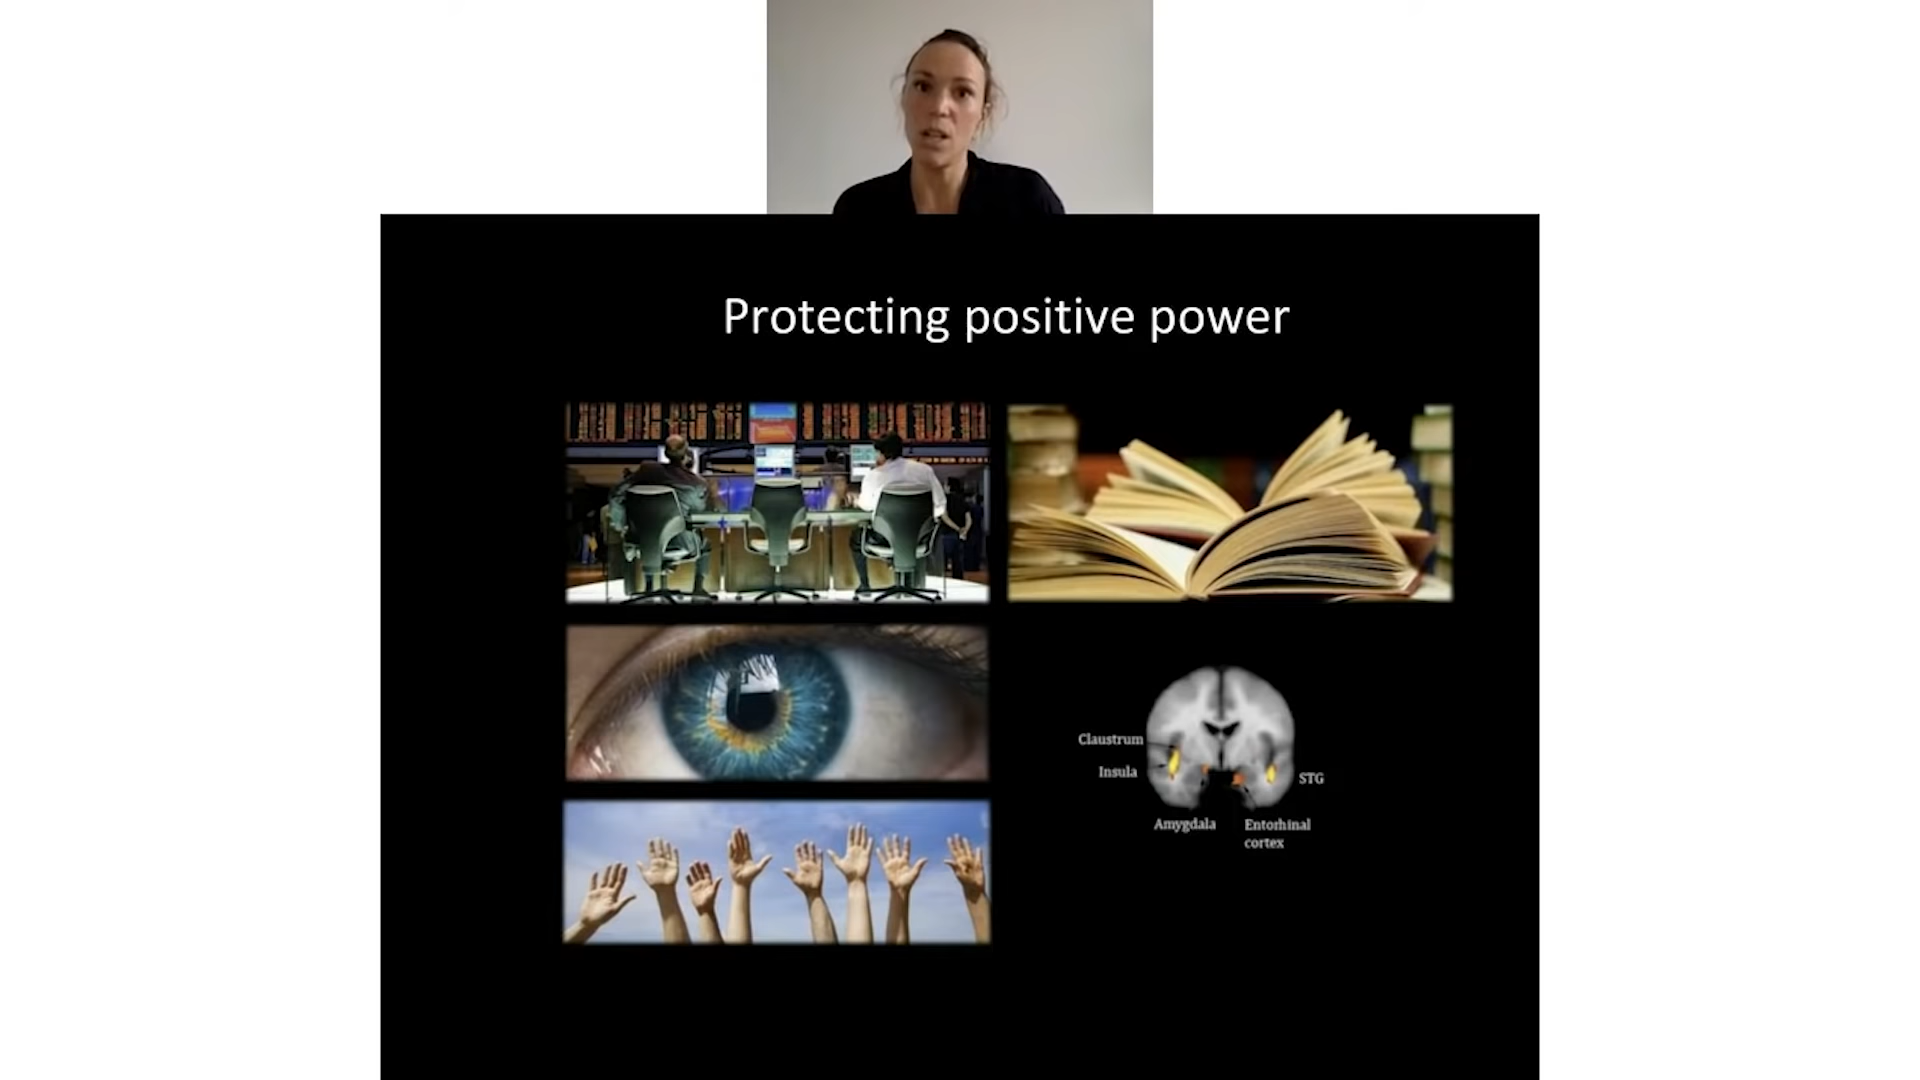 Protecting positive power
Claustrum
Insula
STG
Amygdala
Entorhinal
cortex